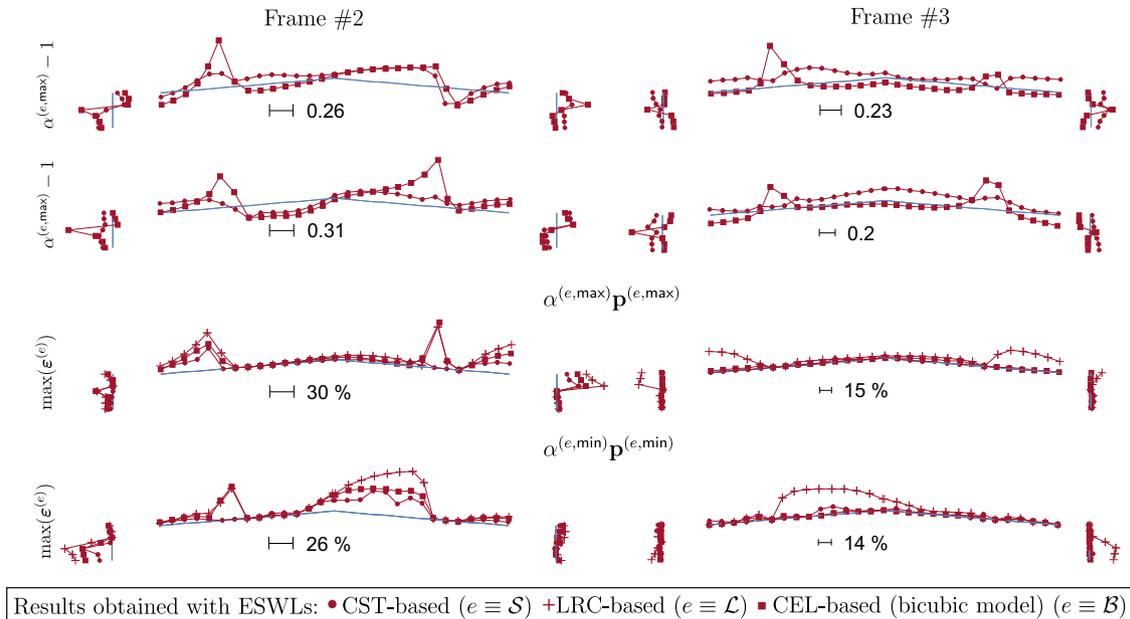 Frame #2 Frame #3
α^(e,max) − 1
0.26 0.23
α^(e,max) − 1
0.31 0.2
α^(e,max) p^(e,max)
max(ε^(e))
30 % 15 %
α^(e,min) p^(e,min)
max(ε^(e))
26 % 14 %
Results obtained with ESWLs: ● CST-based (e ≡ 𝒮) +LRC-based (e ≡ ℒ) ■ CEL-based (bicubic model) (e ≡ ℬ)